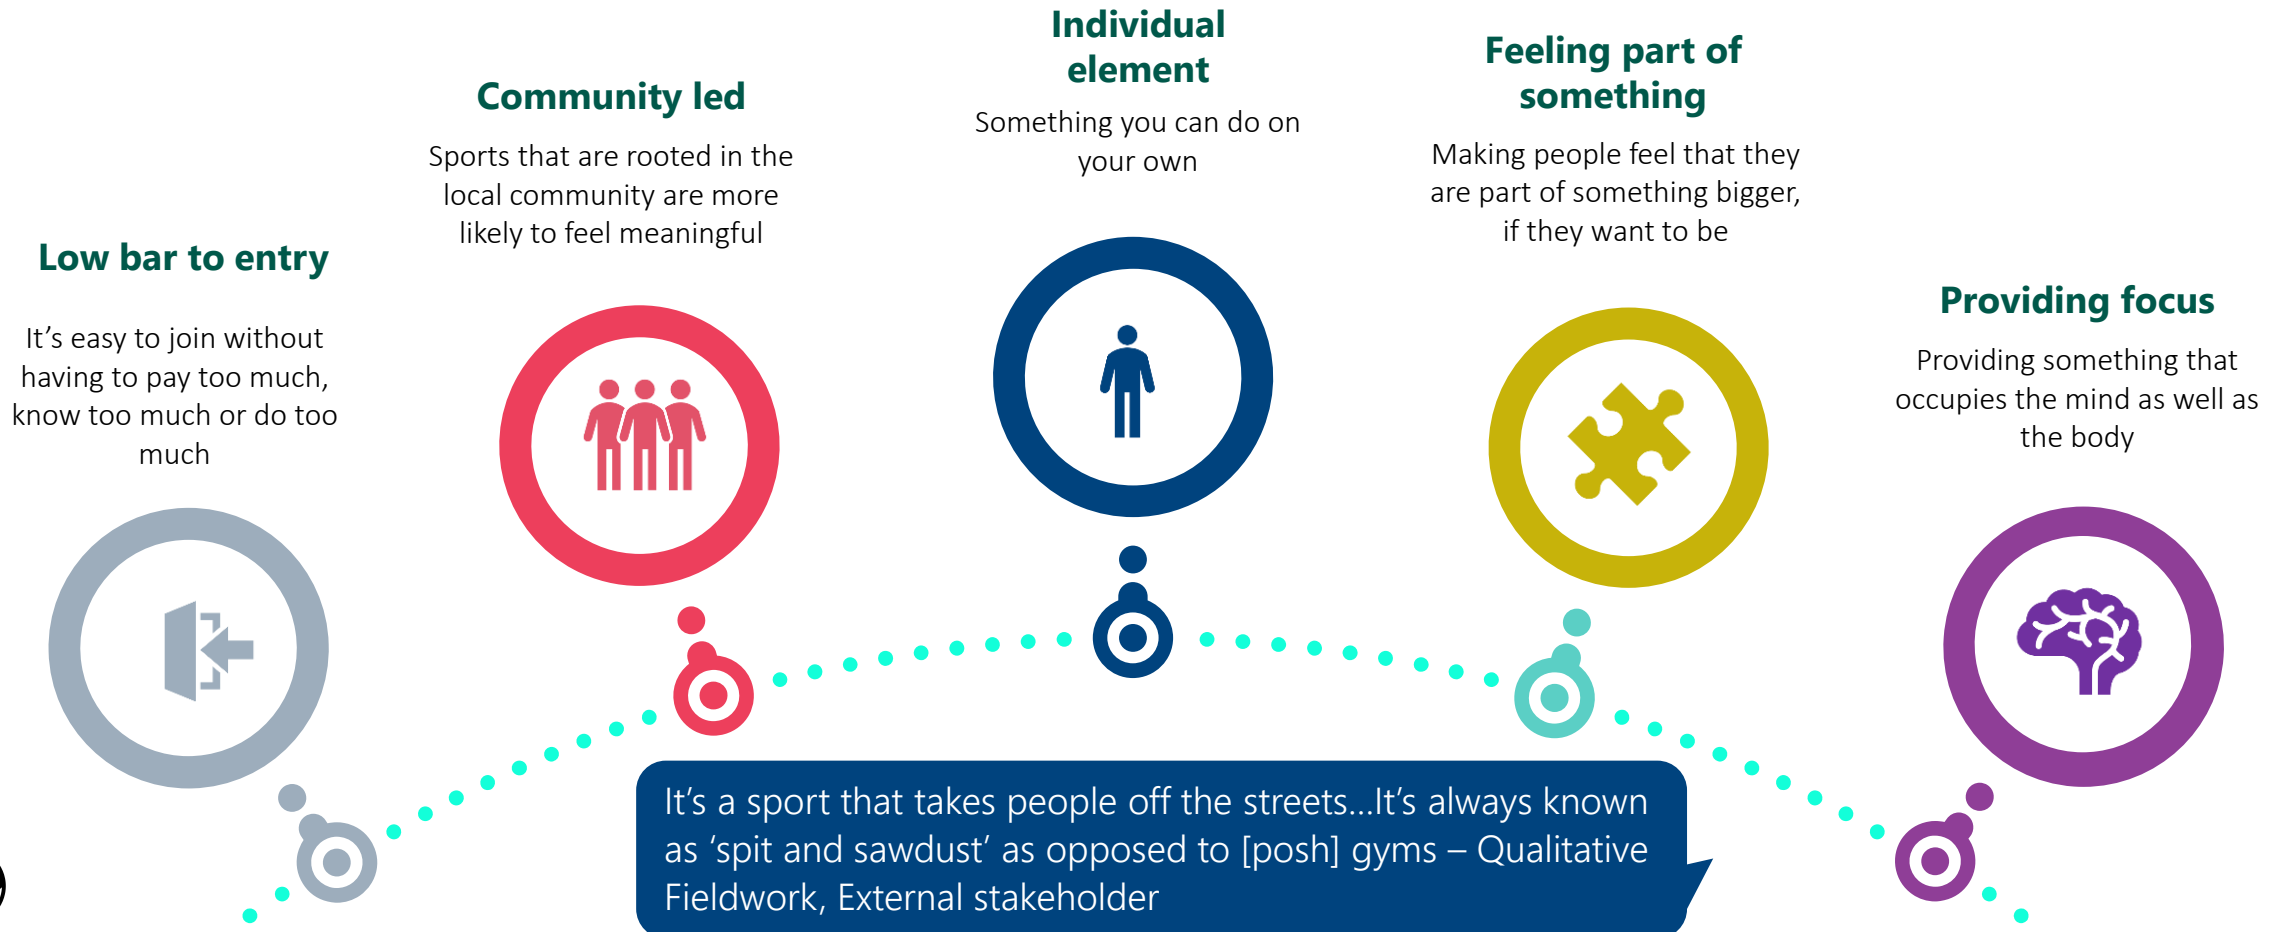 Low bar to entry
It’s easy to join without
having to pay too much,
know too much or do too
much
Community led
Sports that are rooted in the
local community are more
likely to feel meaningful
Individual
element
Something you can do on
your own
Feeling part of
something
Making people feel that they
are part of something bigger,
if they want to be
Providing focus
Providing something that
occupies the mind as well as
the body
It’s a sport that takes people off the streets...It’s always known
as ‘spit and sawdust’ as opposed to [posh] gyms – Qualitative
Fieldwork, External stakeholder